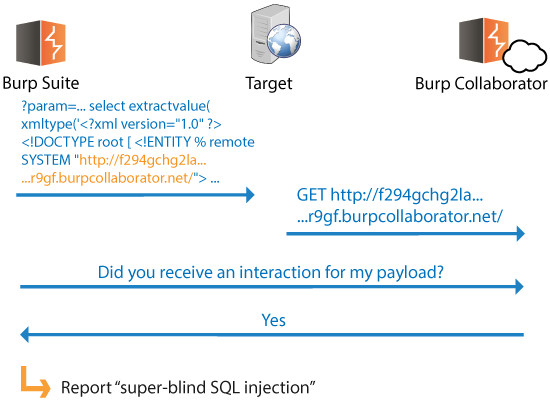 Burp Suite
Target
Burp Collaborator
?param=... select extractvalue(
xmltype('<?xml version="1.0" ?>
<!DOCTYPE root [ <!ENTITY % remote
SYSTEM "http://f294gchg2la...
...r9gf.burpcollaborator.net/"> ...
GET http://f294gchg2la...
...r9gf.burpcollaborator.net/
Did you receive an interaction for my payload?
Yes
Report “super-blind SQL injection”